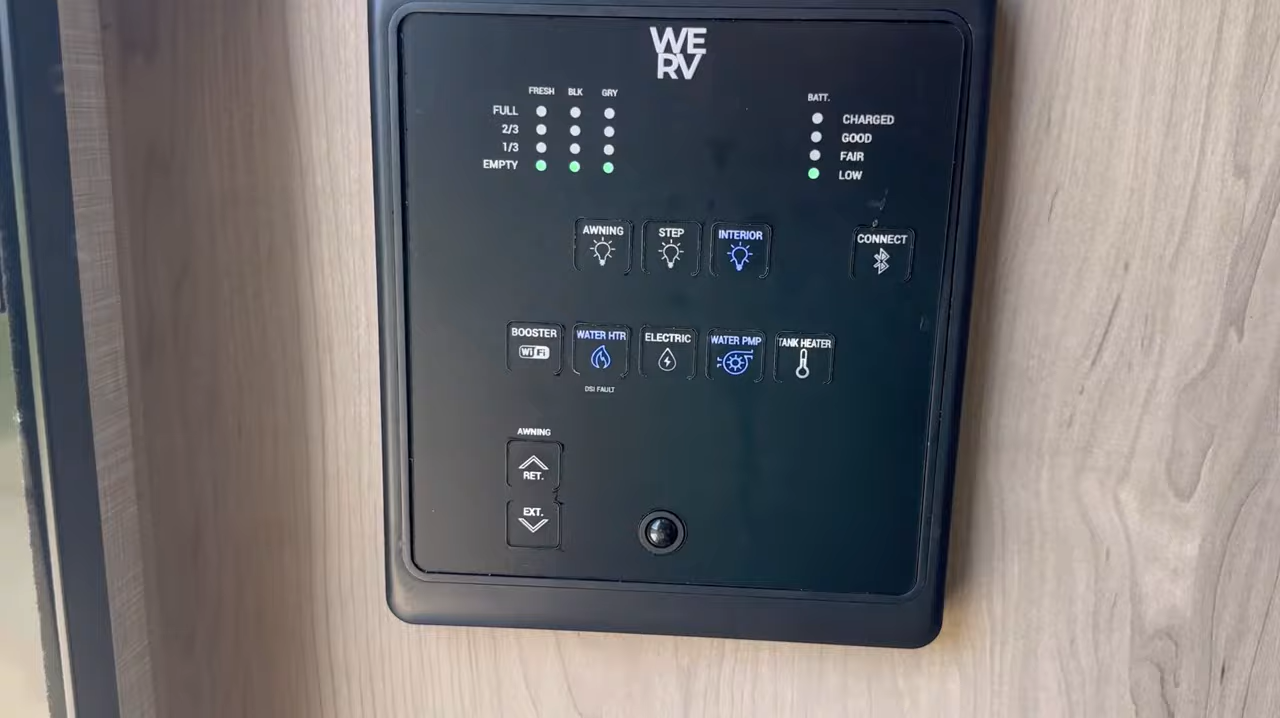 WE
RV
FRESH BLK GRY
FULL
2/3
1/3
EMPTY
BATT.
CHARGED
GOOD
FAIR
LOW
AWNING STEP INTERIOR CONNECT
BOOSTER WATER HTR ELECTRIC WATER PMP TANK HEATER
WiFi
DSI FAULT
AWNING
RET.
EXT.